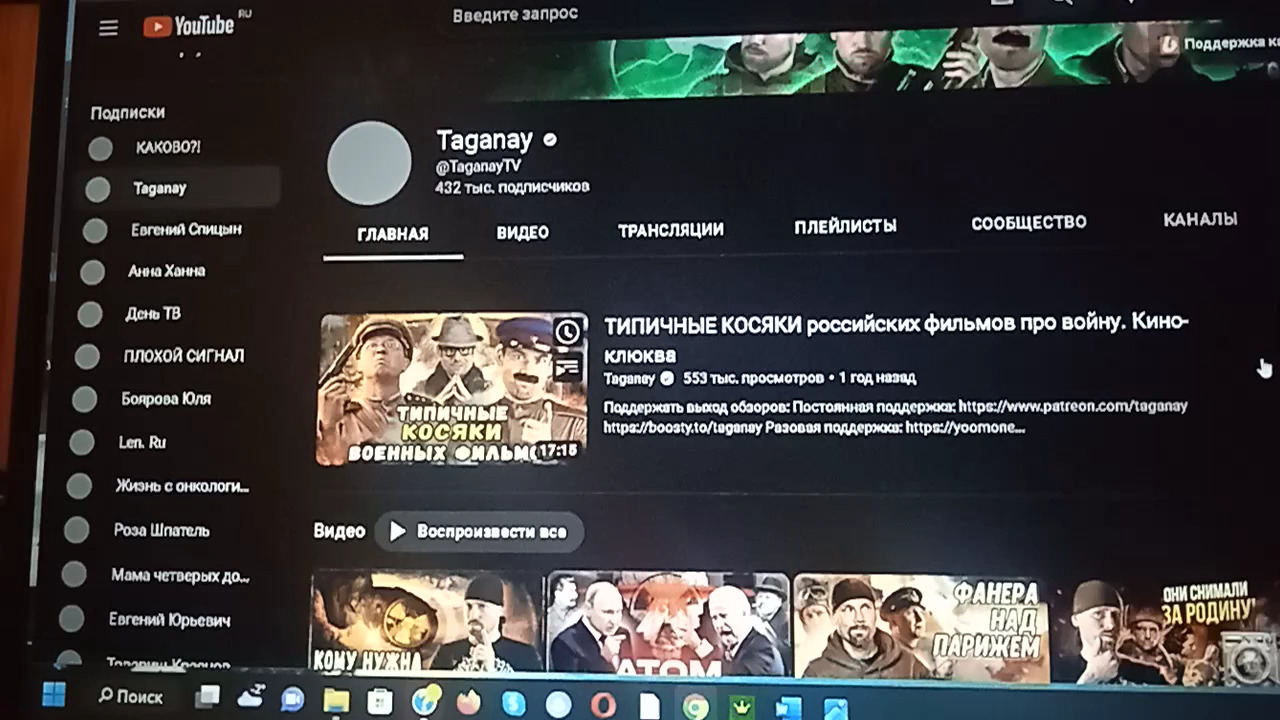 YouTube RU
Введите запрос
Поддержка к
Подписки
КАКОВО?!
Taganay
Евгений Спицын
Анна Ханна
День ТВ
ПЛОХОЙ СИГНАЛ
Боярова Юля
Len. Ru
Жизнь с онкологи...
Роза Шпатель
Мама четверых до...
Евгений Юрьевич
Товарищ Краснов
Taganay
@TaganayTV
432 тыс. подписчиков
ГЛАВНАЯ ВИДЕО ТРАНСЛЯЦИИ ПЛЕЙЛИСТЫ СООБЩЕСТВО КАНАЛЫ
ТИПИЧНЫЕ
КОСЯКИ
ВОЕННЫХ ФИЛЬМО
17:15
ТИПИЧНЫЕ КОСЯКИ российских фильмов про войну. Кино-
клюква
Taganay 553 тыс. просмотров • 1 год назад
Поддержать выход обзоров: Постоянная поддержка: https://www.patreon.com/taganay
https://boosty.to/taganay Разовая поддержка: https://yoomone...
Видео
Воспроизвести все
КОМУ НУЖНА
АТОМ
ФАНЕРА
НАД
ПАРИЖЕМ
ОНИ СНИМАЛИ
ЗА РОДИНУ!
Поиск